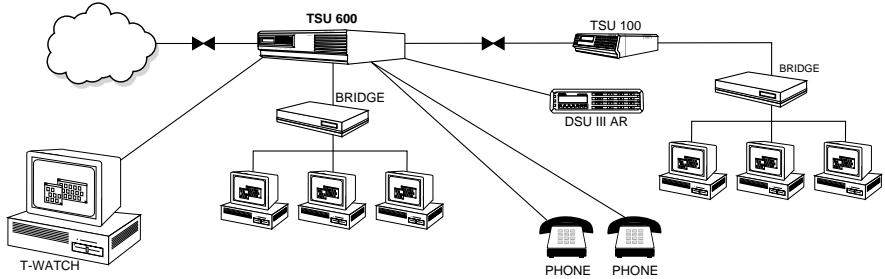 TSU 600
TSU 100
BRIDGE
BRIDGE
DSU III AR
T-WATCH
PHONE
PHONE